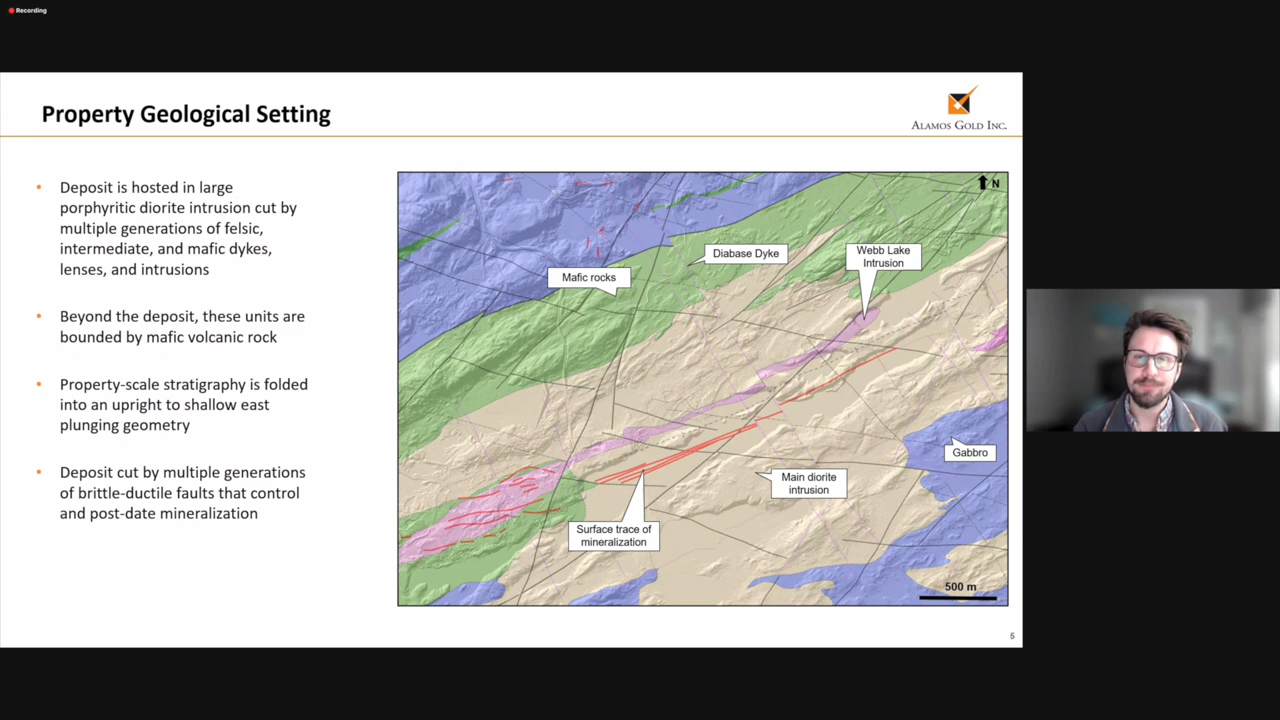 Recording
Property Geological Setting
ALAMOS GOLD INC.
• Deposit is hosted in large
porphyritic diorite intrusion cut by
multiple generations of felsic,
intermediate, and mafic dykes,
lenses, and intrusions
• Beyond the deposit, these units are
bounded by mafic volcanic rock
• Property-scale stratigraphy is folded
into an upright to shallow east
plunging geometry
• Deposit cut by multiple generations
of brittle-ductile faults that control
and post-date mineralization
N
Diabase Dyke
Webb Lake
Intrusion
Mafic rocks
Gabbro
Main diorite
intrusion
Surface trace of
mineralization
500 m
5